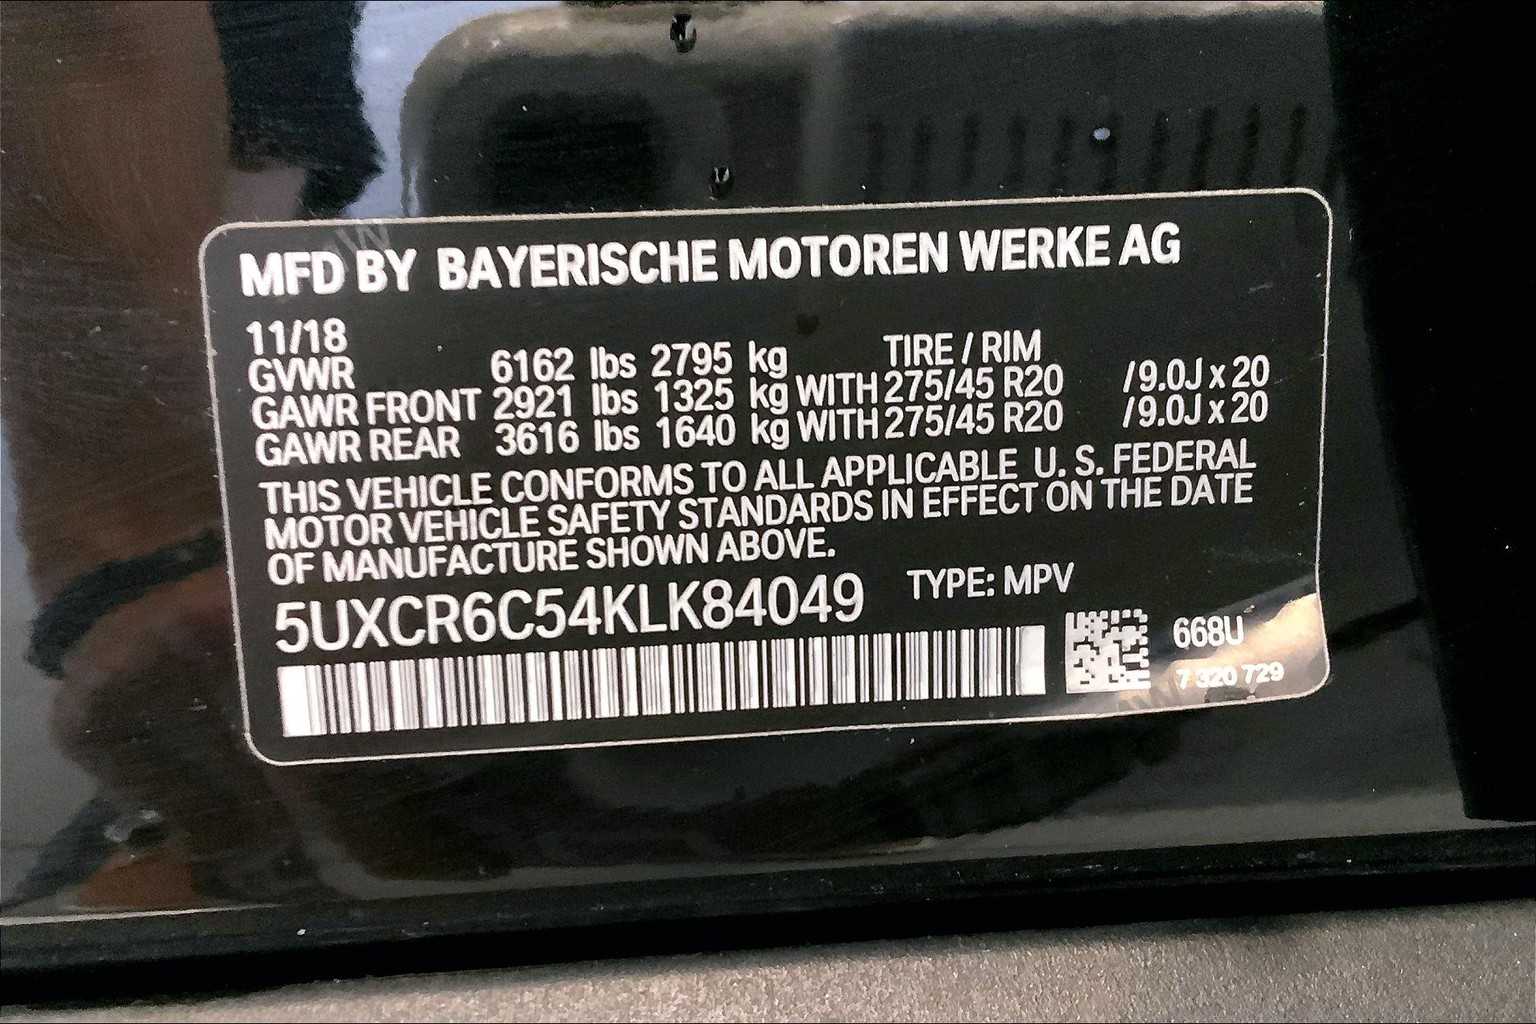 MFD BY BAYERISCHE MOTOREN WERKE AG
11/18
TIRE / RIM
GVWR 6162 lbs 2795 kg
GAWR FRONT 2921 lbs 1325 kg WITH 275/45 R20 /9.0J x 20
GAWR REAR 3616 lbs 1640 kg WITH 275/45 R20 /9.0J x 20
THIS VEHICLE CONFORMS TO ALL APPLICABLE U. S. FEDERAL
MOTOR VEHICLE SAFETY STANDARDS IN EFFECT ON THE DATE
OF MANUFACTURE SHOWN ABOVE.
5UXCR6C54KLK84049 TYPE: MPV
668U
7 320 729